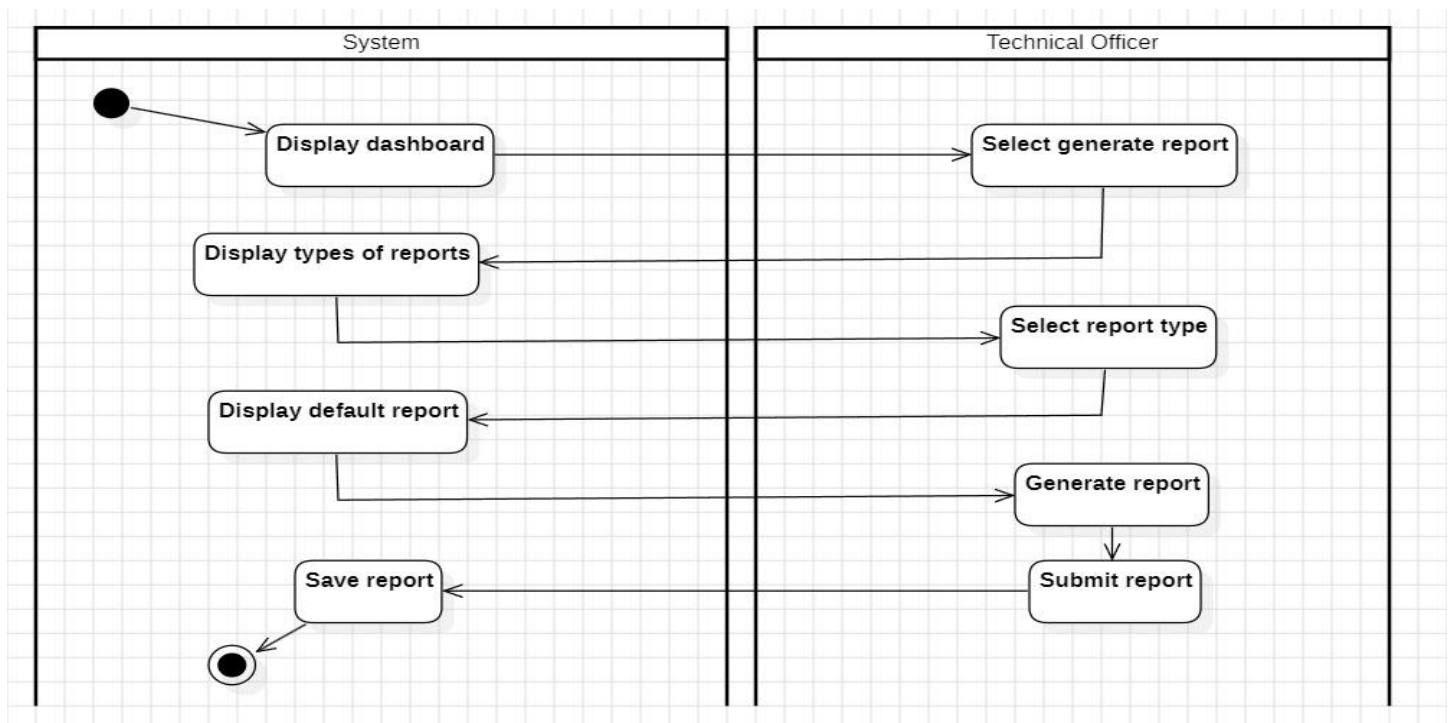 System
Technical Officer
Display dashboard
Select generate report
Display types of reports
Select report type
Display default report
Generate report
Save report
Submit report